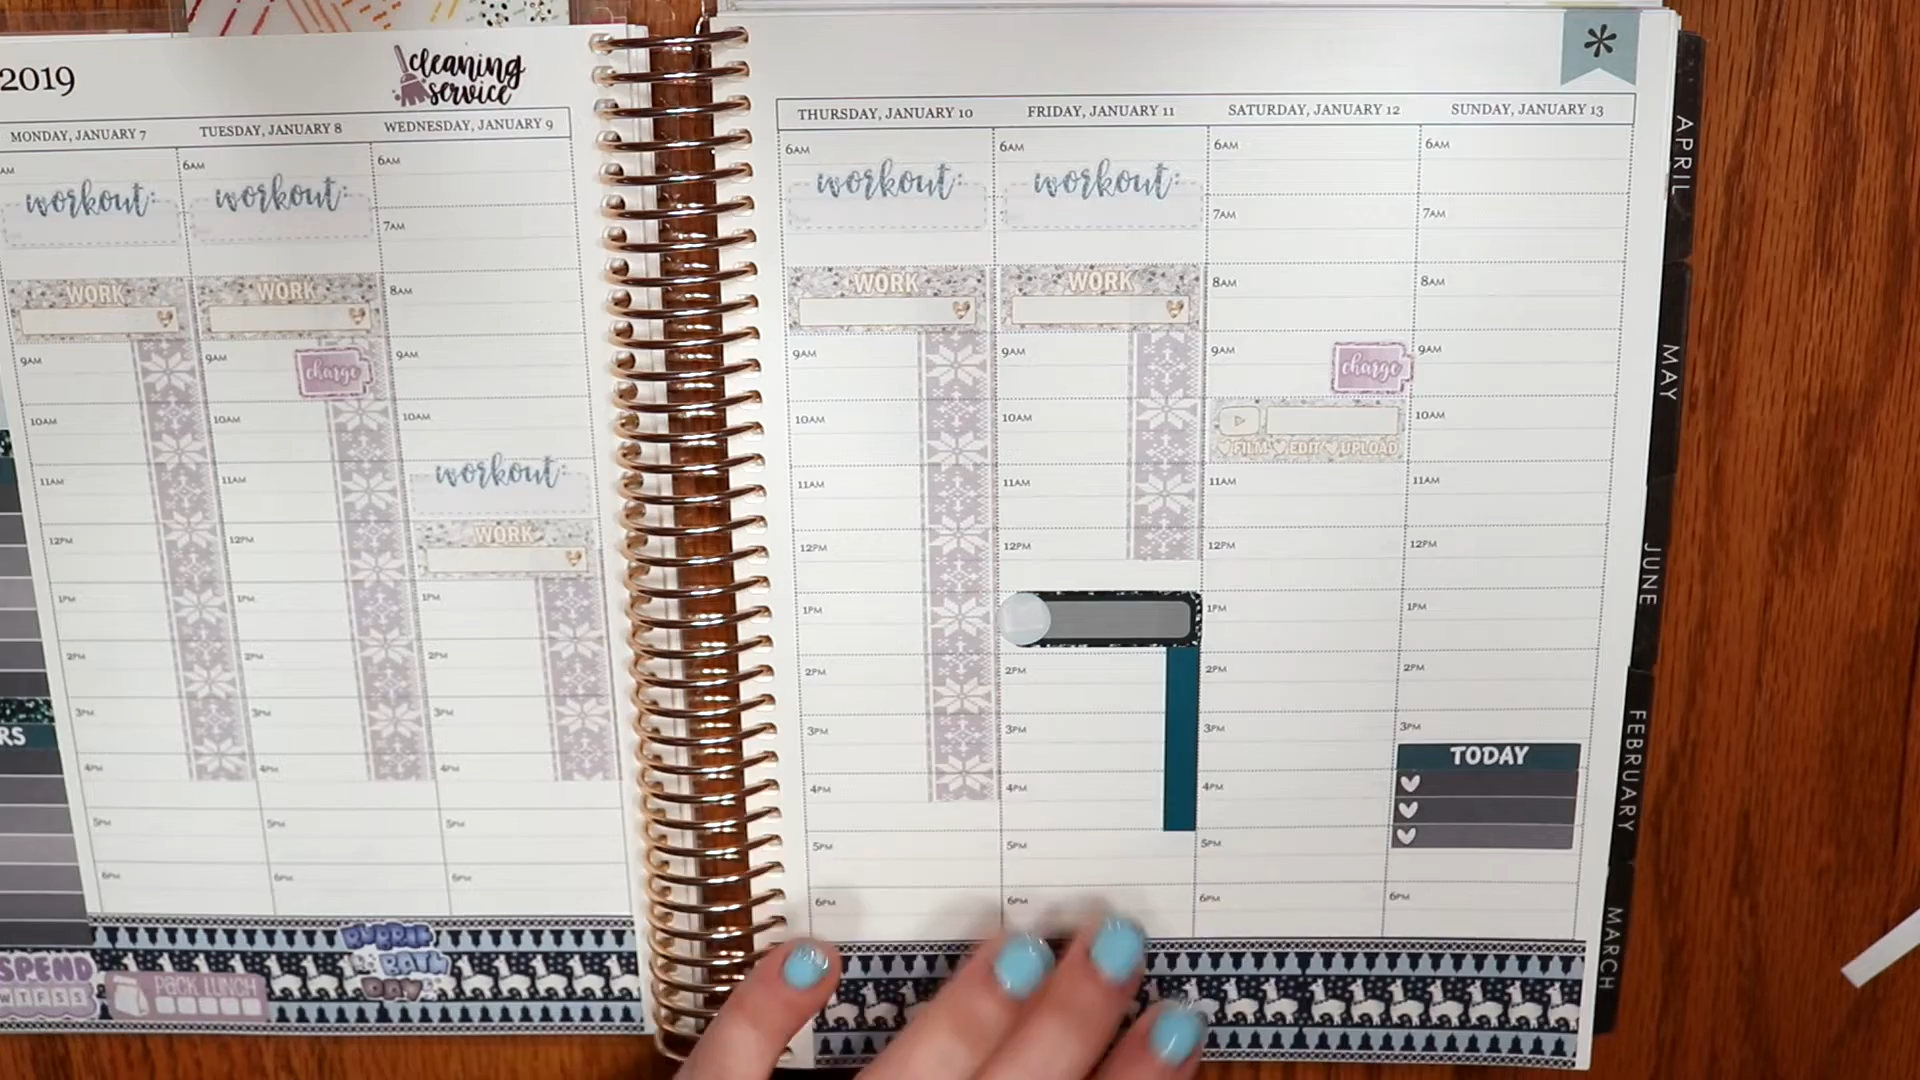 2019
cleaning
service
MONDAY, JANUARY 7
TUESDAY, JANUARY 8
WEDNESDAY, JANUARY 9
AM
6AM
6AM
workout:
workout:
7AM
WORK
WORK
8AM
9AM
9AM
charge
9AM
10AM
10AM
10AM
workout:
11AM
11AM
WORK
12PM
12PM
1PM
1PM
1PM
2PM
2PM
2PM
3PM
3PM
3PM
RS
4PM
4PM
4PM
5PM
5PM
5PM
6PM
6PM
6PM
SPEND
WTFSS
PACK LUNCH
BUBBLE
BATH
DAY
*
THURSDAY, JANUARY 10
FRIDAY, JANUARY 11
SATURDAY, JANUARY 12
SUNDAY, JANUARY 13
6AM
6AM
6AM
6AM
workout:
workout:
7AM
7AM
WORK
WORK
8AM
8AM
9AM
9AM
9AM
charge
9AM
10AM
10AM
10AM
FILM EDIT UPLOAD
11AM
11AM
11AM
11AM
12PM
12PM
12PM
12PM
1PM
1PM
1PM
2PM
2PM
2PM
2PM
3PM
3PM
3PM
3PM
TODAY
4PM
4PM
4PM
5PM
5PM
5PM
6PM
6PM
6PM
6PM
APRIL
MAY
JUNE
FEBRUARY
MARCH